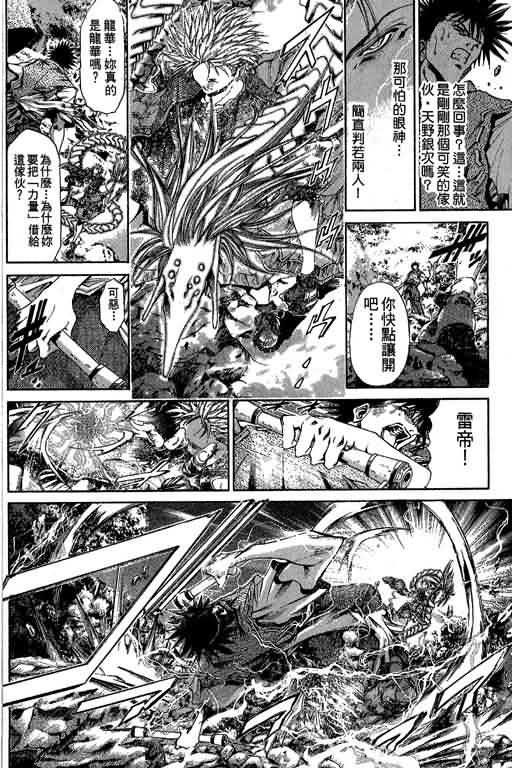 怎麼回事？這…這就
是剛剛那個可笑的傢
伙．天野銀次嗎？
那可怕的眼神…
簡直判若兩人！
龍華…妳真的
是龍華嗎？
為什麼…為什麼妳
要把「力量」借給
這傢伙？
你快點讓開
吧……
可惡…
雷帝！